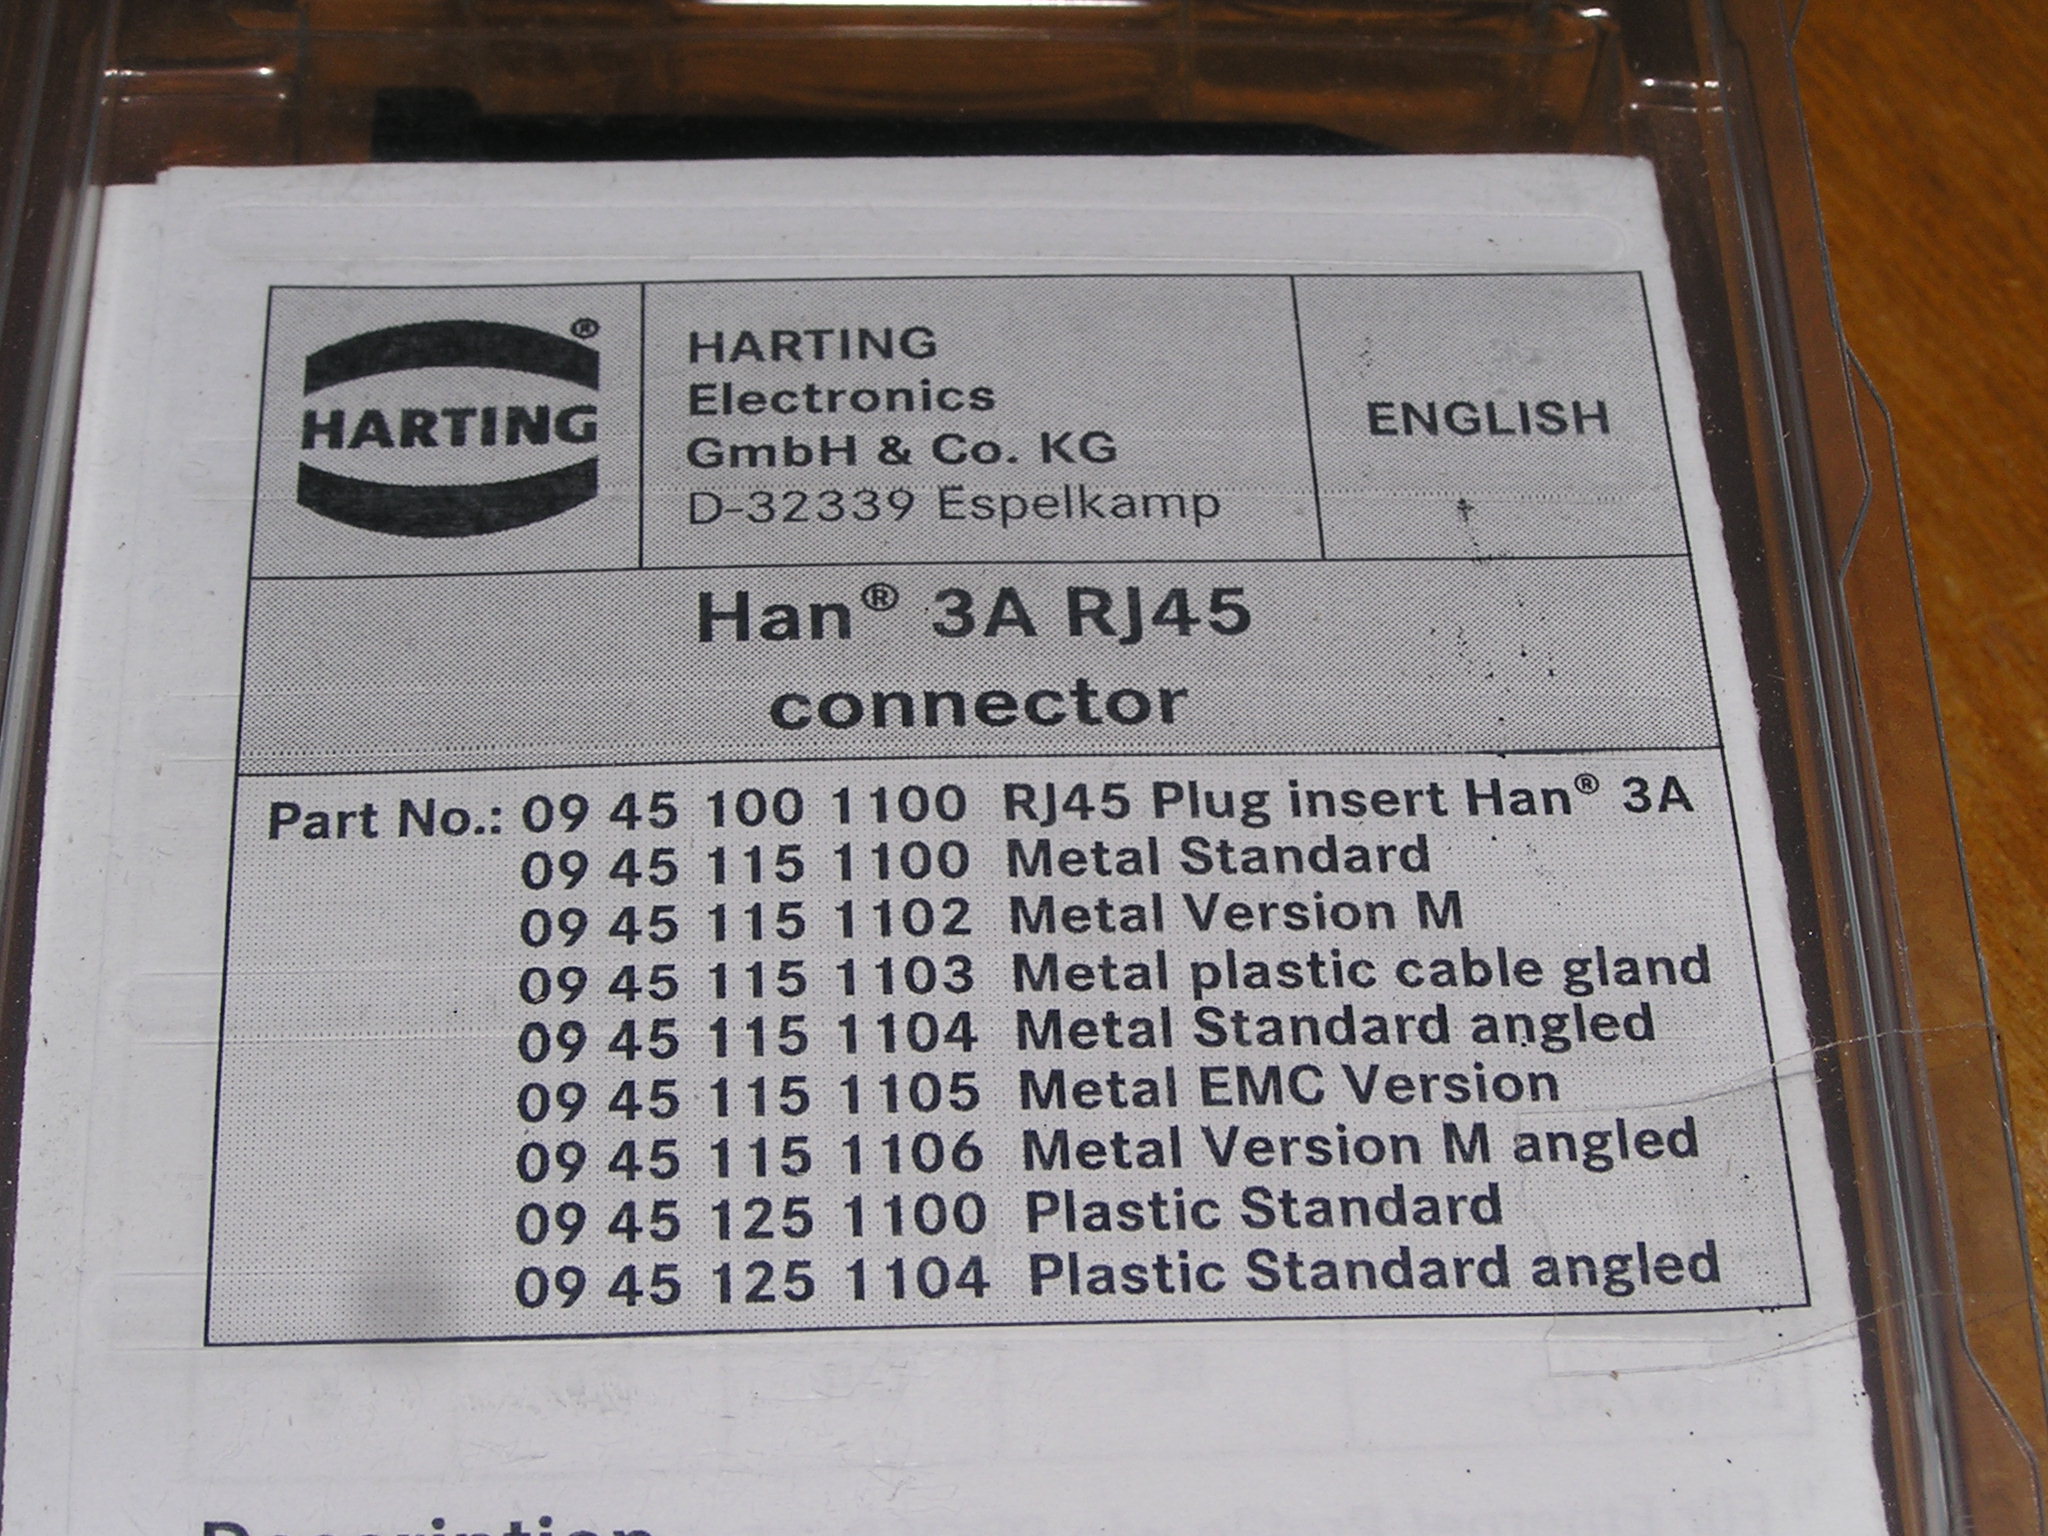 ®
HARTING
HARTING
Electronics
GmbH & Co. KG
D-32339 Espelkamp
ENGLISH
Han® 3A RJ45
connector
Part No.: 09 45 100 1100 RJ45 Plug insert Han® 3A
09 45 115 1100 Metal Standard
09 45 115 1102 Metal Version M
09 45 115 1103 Metal plastic cable gland
09 45 115 1104 Metal Standard angled
09 45 115 1105 Metal EMC Version
09 45 115 1106 Metal Version M angled
09 45 125 1100 Plastic Standard
09 45 125 1104 Plastic Standard angled
Description